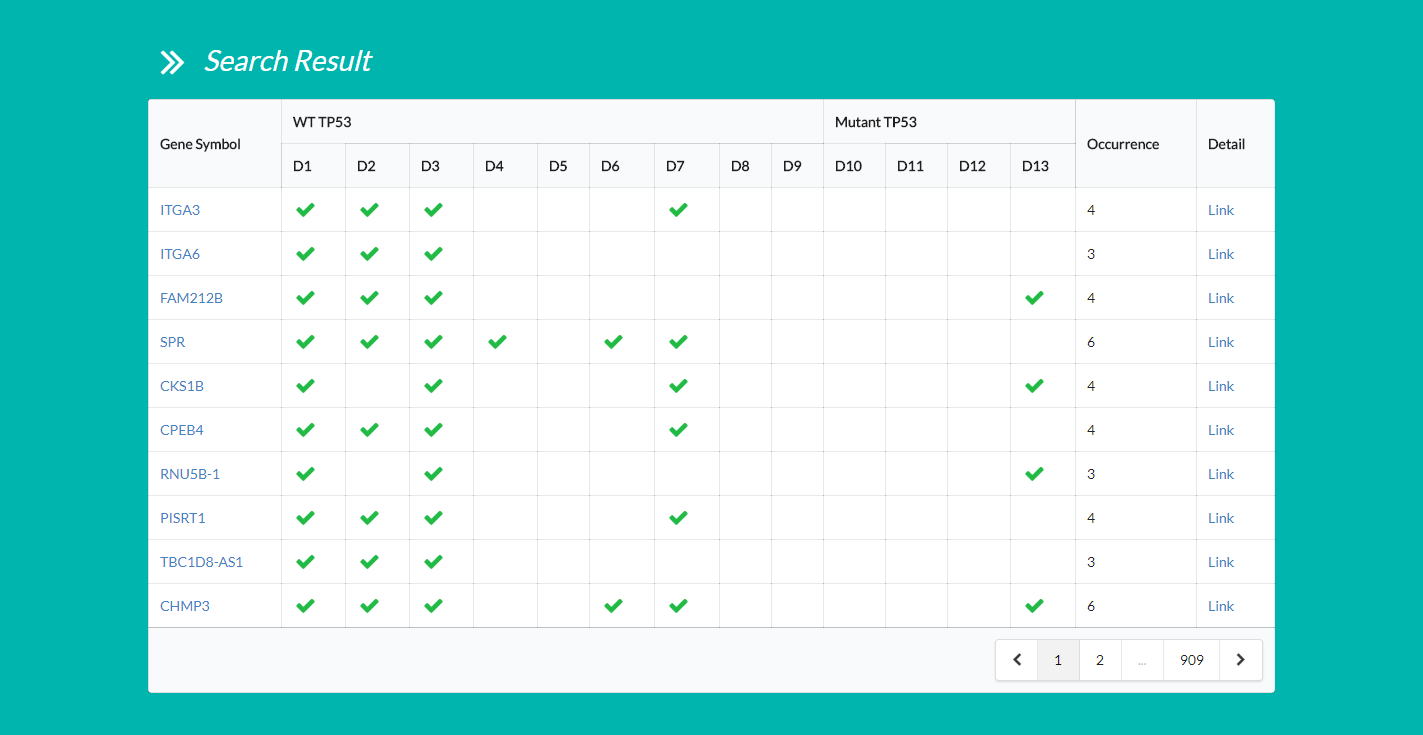 Search Result
Gene Symbol WT TP53 Mutant TP53 Occurrence Detail
D1 D2 D3 D4 D5 D6 D7 D8 D9 D10 D11 D12 D13
ITGA3 ✔ ✔ ✔ ✔ 4 Link
ITGA6 ✔ ✔ ✔ 3 Link
FAM212B ✔ ✔ ✔ ✔ 4 Link
SPR ✔ ✔ ✔ ✔ ✔ ✔ 6 Link
CKS1B ✔ ✔ ✔ ✔ 4 Link
CPEB4 ✔ ✔ ✔ ✔ 4 Link
RNU5B-1 ✔ ✔ ✔ 3 Link
PISRT1 ✔ ✔ ✔ ✔ 4 Link
TBC1D8-AS1 ✔ ✔ ✔ 3 Link
CHMP3 ✔ ✔ ✔ ✔ ✔ ✔ 6 Link
1 2 ... 909